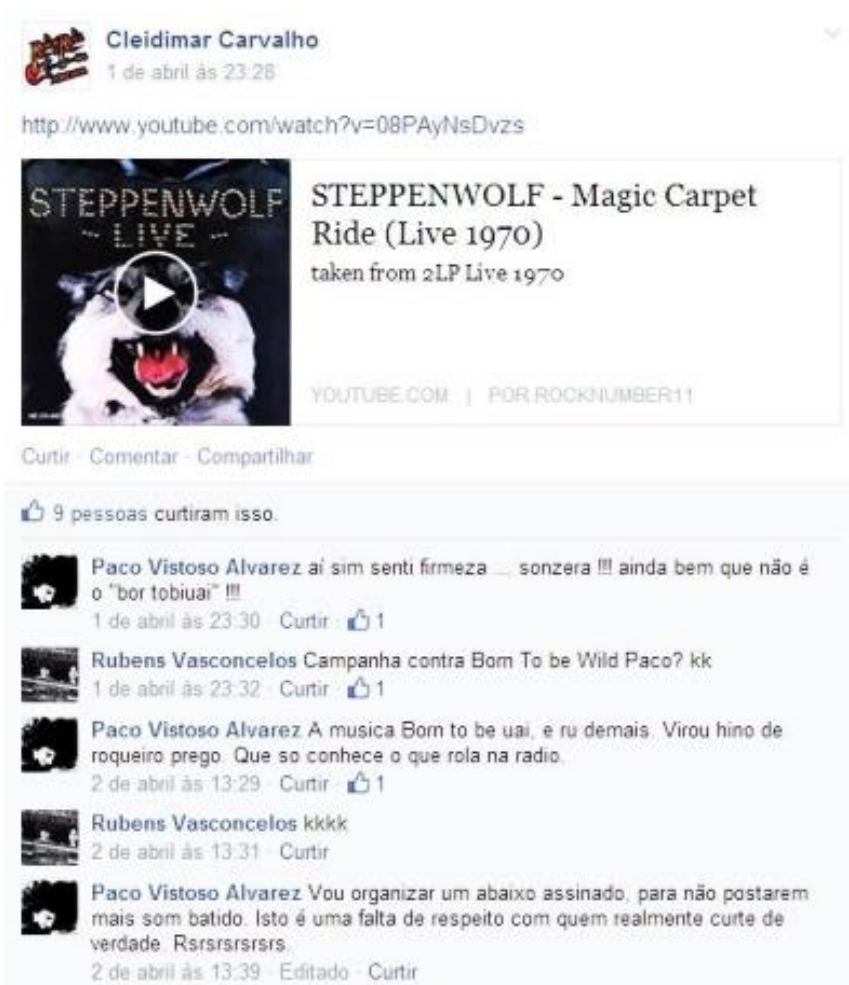 Cleidimar Carvalho
1 de abril às 23:28
http://www.youtube.com/watch?v=08PAyNsDvzs
STEPPENWOLF
~ LIVE ~
STEPPENWOLF - Magic Carpet
Ride (Live 1970)
taken from 2LP Live 1970
YOUTUBE.COM | POR ROCKNUMBER11
Curtir · Comentar · Compartilhar
9 pessoas curtiram isso.
Paco Vistoso Alvarez aí sim senti firmeza ... sonzera !!! ainda bem que não é
o "bor tobiuai" !!!
1 de abril às 23:30 · Curtir · 1
Rubens Vasconcelos Campanha contra Born To be Wild Paco? kk
1 de abril às 23:32 · Curtir · 1
Paco Vistoso Alvarez A musica Born to be uai, e ru demais. Virou hino de
roqueiro prego. Que so conhece o que rola na radio.
2 de abril às 13:29 · Curtir · 1
Rubens Vasconcelos kkkk
2 de abril às 13:31 · Curtir
Paco Vistoso Alvarez Vou organizar um abaixo assinado, para não postarem
mais som batido. Isto é uma falta de respeito com quem realmente curte de
verdade. Rsrsrsrsrsrs.
2 de abril às 13:39 · Editado · Curtir